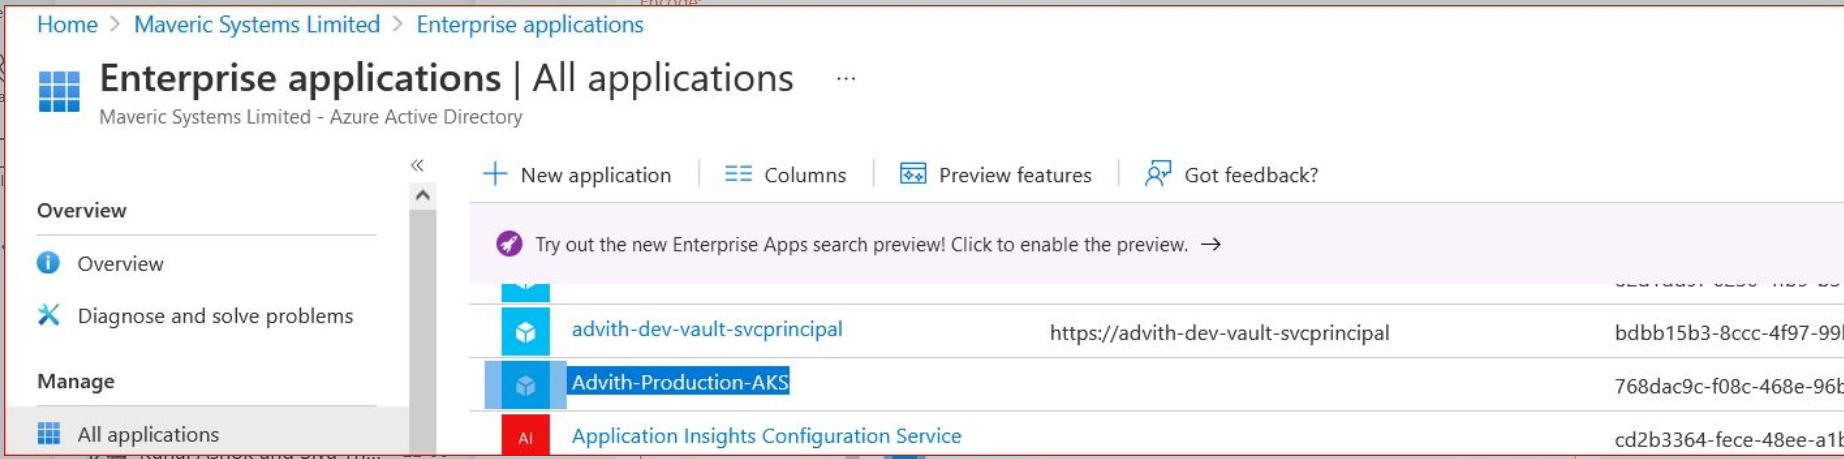 Encode:
Home > Maveric Systems Limited > Enterprise applications
Enterprise applications | All applications ...
Maveric Systems Limited - Azure Active Directory
«
+ New application
Columns
Preview features
Got feedback?
Overview
Overview
Diagnose and solve problems
Manage
All applications
Try out the new Enterprise Apps search preview! Click to enable the preview. →
advith-dev-vault-svcprincipal https://advith-dev-vault-svcprincipal bdbb15b3-8ccc-4f97-99
Advith-Production-AKS 768dac9c-f08c-468e-96b
AI Application Insights Configuration Service cd2b3364-fece-48ee-a1b